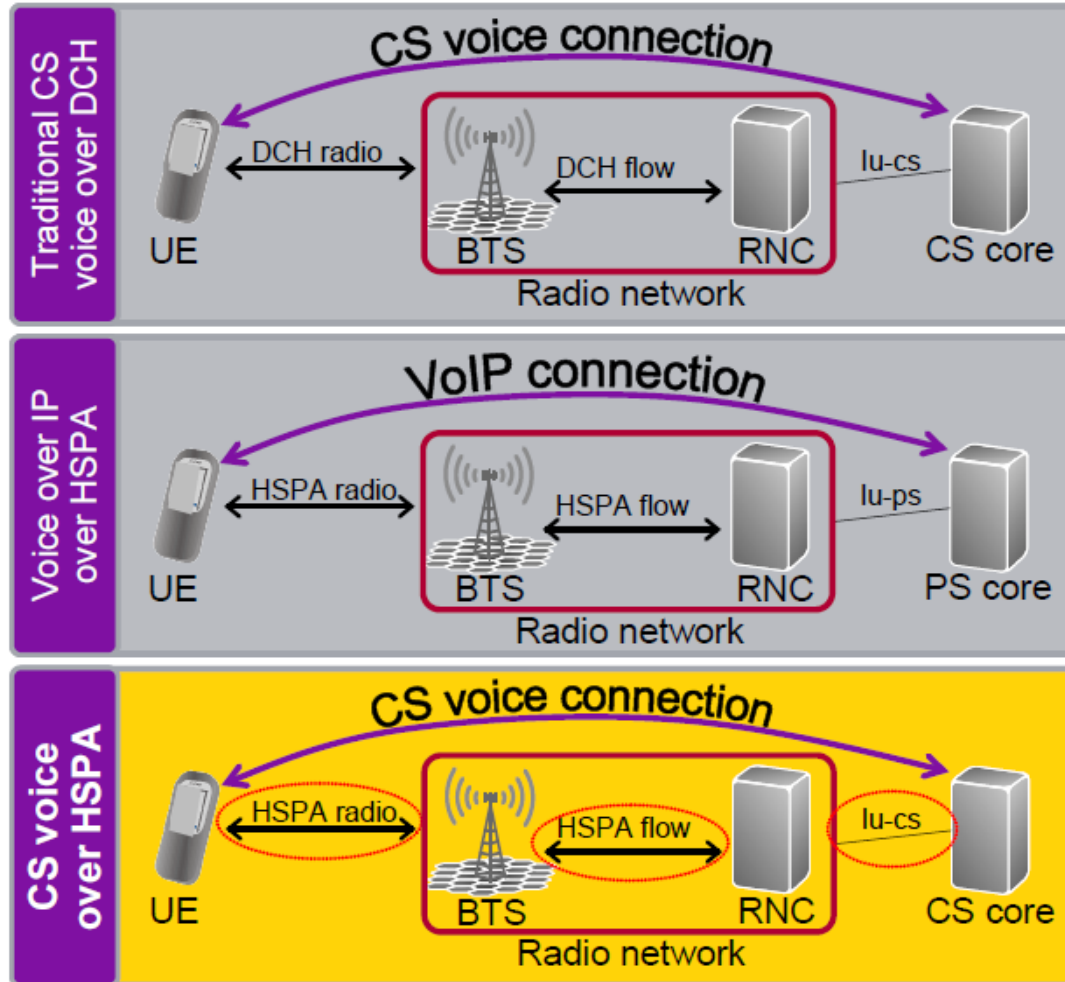 Traditional CS
voice over DCH
CS voice connection
DCH radio
DCH flow
lu-cs
UE
BTS
RNC
CS core
Radio network
Voice over IP
over HSPA
VoIP connection
HSPA radio
HSPA flow
lu-ps
UE
BTS
RNC
PS core
Radio network
CS voice
over HSPA
CS voice connection
HSPA radio
HSPA flow
lu-cs
UE
BTS
RNC
CS core
Radio network